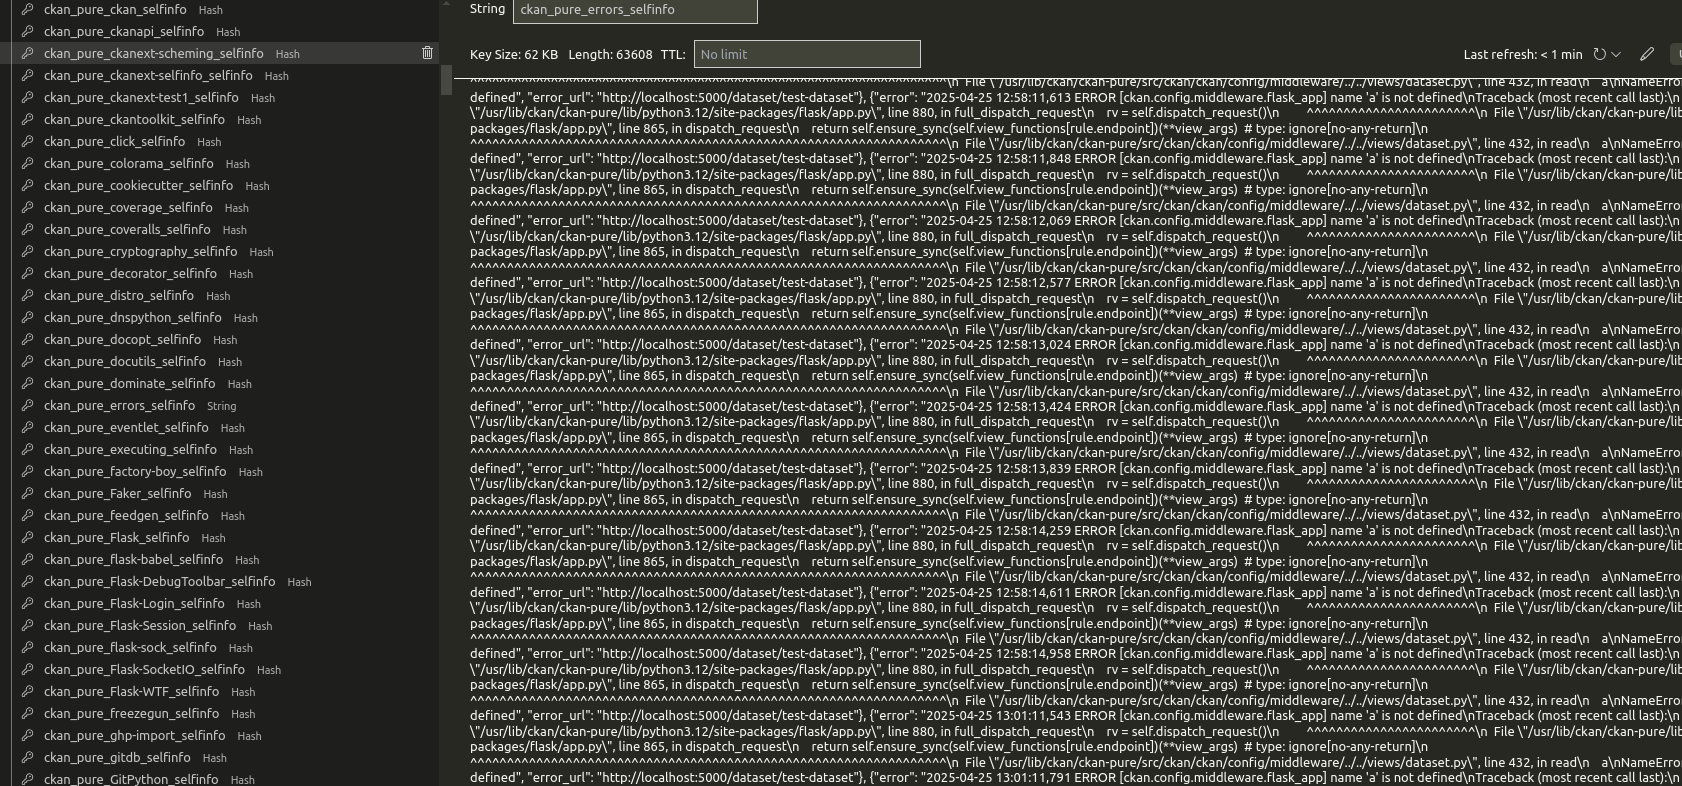 ckan_pure_ckan_selfinfo Hash
ckan_pure_ckanapi_selfinfo Hash
ckan_pure_ckanext-scheming_selfinfo Hash
ckan_pure_ckanext-selfinfo_selfinfo Hash
ckan_pure_ckanext-test1_selfinfo Hash
ckan_pure_ckantoolkit_selfinfo Hash
ckan_pure_click_selfinfo Hash
ckan_pure_colorama_selfinfo Hash
ckan_pure_cookiecutter_selfinfo Hash
ckan_pure_coverage_selfinfo Hash
ckan_pure_coveralls_selfinfo Hash
ckan_pure_cryptography_selfinfo Hash
ckan_pure_decorator_selfinfo Hash
ckan_pure_distro_selfinfo Hash
ckan_pure_dnspython_selfinfo Hash
ckan_pure_docopt_selfinfo Hash
ckan_pure_docutils_selfinfo Hash
ckan_pure_dominate_selfinfo Hash
ckan_pure_errors_selfinfo String
ckan_pure_eventlet_selfinfo Hash
ckan_pure_executing_selfinfo Hash
ckan_pure_factory-boy_selfinfo Hash
ckan_pure_Faker_selfinfo Hash
ckan_pure_feedgen_selfinfo Hash
ckan_pure_Flask_selfinfo Hash
ckan_pure_flask-babel_selfinfo Hash
ckan_pure_Flask-DebugToolbar_selfinfo Hash
ckan_pure_Flask-Login_selfinfo Hash
ckan_pure_Flask-Session_selfinfo Hash
ckan_pure_flask-sock_selfinfo Hash
ckan_pure_Flask-SocketIO_selfinfo Hash
ckan_pure_Flask-WTF_selfinfo Hash
ckan_pure_freezegun_selfinfo Hash
ckan_pure_ghp-import_selfinfo Hash
ckan_pure_gitdb_selfinfo Hash
ckan_pure_GitPython_selfinfo Hash
String ckan_pure_errors_selfinfo
Key Size: 62 KB Length: 63608 TTL: No limit Last refresh: < 1 min
^^^^^^^^^^^^^^^^^^^^^^^^^^^^^^^^^^^^^^^^^^^^^^^^^^^^^^^^^^^^^^^^^^\n File \"/usr/lib/ckan/ckan-pure/src/ckan/ckan/config/middleware/../../views/dataset.py\", line 432, in read\n a\nNameErro
defined", "error_url": "http://localhost:5000/dataset/test-dataset"}, {"error": "2025-04-25 12:58:11,613 ERROR [ckan.config.middleware.flask_app] name 'a' is not defined\nTraceback (most recent call last):\n
\"/usr/lib/ckan/ckan-pure/lib/python3.12/site-packages/flask/app.py\", line 880, in full_dispatch_request\n rv = self.dispatch_request()\n ^^^^^^^^^^^^^^^^^^^^^^^\n File \"/usr/lib/ckan/ckan-pure/lib
packages/flask/app.py\", line 865, in dispatch_request\n return self.ensure_sync(self.view_functions[rule.endpoint])(**view_args) # type: ignore[no-any-return]\n
^^^^^^^^^^^^^^^^^^^^^^^^^^^^^^^^^^^^^^^^^^^^^^^^^^^^^^^^^^^^^^^^^^\n File \"/usr/lib/ckan/ckan-pure/src/ckan/ckan/config/middleware/../../views/dataset.py\", line 432, in read\n a\nNameErro
defined", "error_url": "http://localhost:5000/dataset/test-dataset"}, {"error": "2025-04-25 12:58:11,848 ERROR [ckan.config.middleware.flask_app] name 'a' is not defined\nTraceback (most recent call last):\n
\"/usr/lib/ckan/ckan-pure/lib/python3.12/site-packages/flask/app.py\", line 880, in full_dispatch_request\n rv = self.dispatch_request()\n ^^^^^^^^^^^^^^^^^^^^^^^\n File \"/usr/lib/ckan/ckan-pure/lib
packages/flask/app.py\", line 865, in dispatch_request\n return self.ensure_sync(self.view_functions[rule.endpoint])(**view_args) # type: ignore[no-any-return]\n
^^^^^^^^^^^^^^^^^^^^^^^^^^^^^^^^^^^^^^^^^^^^^^^^^^^^^^^^^^^^^^^^^^\n File \"/usr/lib/ckan/ckan-pure/src/ckan/ckan/config/middleware/../../views/dataset.py\", line 432, in read\n a\nNameErro
defined", "error_url": "http://localhost:5000/dataset/test-dataset"}, {"error": "2025-04-25 12:58:12,069 ERROR [ckan.config.middleware.flask_app] name 'a' is not defined\nTraceback (most recent call last):\n
\"/usr/lib/ckan/ckan-pure/lib/python3.12/site-packages/flask/app.py\", line 880, in full_dispatch_request\n rv = self.dispatch_request()\n ^^^^^^^^^^^^^^^^^^^^^^^\n File \"/usr/lib/ckan/ckan-pure/lib
packages/flask/app.py\", line 865, in dispatch_request\n return self.ensure_sync(self.view_functions[rule.endpoint])(**view_args) # type: ignore[no-any-return]\n
^^^^^^^^^^^^^^^^^^^^^^^^^^^^^^^^^^^^^^^^^^^^^^^^^^^^^^^^^^^^^^^^^^\n File \"/usr/lib/ckan/ckan-pure/src/ckan/ckan/config/middleware/../../views/dataset.py\", line 432, in read\n a\nNameErro
defined", "error_url": "http://localhost:5000/dataset/test-dataset"}, {"error": "2025-04-25 12:58:12,577 ERROR [ckan.config.middleware.flask_app] name 'a' is not defined\nTraceback (most recent call last):\n
\"/usr/lib/ckan/ckan-pure/lib/python3.12/site-packages/flask/app.py\", line 880, in full_dispatch_request\n rv = self.dispatch_request()\n ^^^^^^^^^^^^^^^^^^^^^^^\n File \"/usr/lib/ckan/ckan-pure/lib
packages/flask/app.py\", line 865, in dispatch_request\n return self.ensure_sync(self.view_functions[rule.endpoint])(**view_args) # type: ignore[no-any-return]\n
^^^^^^^^^^^^^^^^^^^^^^^^^^^^^^^^^^^^^^^^^^^^^^^^^^^^^^^^^^^^^^^^^^\n File \"/usr/lib/ckan/ckan-pure/src/ckan/ckan/config/middleware/../../views/dataset.py\", line 432, in read\n a\nNameErro
defined", "error_url": "http://localhost:5000/dataset/test-dataset"}, {"error": "2025-04-25 12:58:13,024 ERROR [ckan.config.middleware.flask_app] name 'a' is not defined\nTraceback (most recent call last):\n
\"/usr/lib/ckan/ckan-pure/lib/python3.12/site-packages/flask/app.py\", line 880, in full_dispatch_request\n rv = self.dispatch_request()\n ^^^^^^^^^^^^^^^^^^^^^^^\n File \"/usr/lib/ckan/ckan-pure/lib
packages/flask/app.py\", line 865, in dispatch_request\n return self.ensure_sync(self.view_functions[rule.endpoint])(**view_args) # type: ignore[no-any-return]\n
^^^^^^^^^^^^^^^^^^^^^^^^^^^^^^^^^^^^^^^^^^^^^^^^^^^^^^^^^^^^^^^^^^\n File \"/usr/lib/ckan/ckan-pure/src/ckan/ckan/config/middleware/../../views/dataset.py\", line 432, in read\n a\nNameErro
defined", "error_url": "http://localhost:5000/dataset/test-dataset"}, {"error": "2025-04-25 12:58:13,424 ERROR [ckan.config.middleware.flask_app] name 'a' is not defined\nTraceback (most recent call last):\n
\"/usr/lib/ckan/ckan-pure/lib/python3.12/site-packages/flask/app.py\", line 880, in full_dispatch_request\n rv = self.dispatch_request()\n ^^^^^^^^^^^^^^^^^^^^^^^\n File \"/usr/lib/ckan/ckan-pure/lib
packages/flask/app.py\", line 865, in dispatch_request\n return self.ensure_sync(self.view_functions[rule.endpoint])(**view_args) # type: ignore[no-any-return]\n
^^^^^^^^^^^^^^^^^^^^^^^^^^^^^^^^^^^^^^^^^^^^^^^^^^^^^^^^^^^^^^^^^^\n File \"/usr/lib/ckan/ckan-pure/src/ckan/ckan/config/middleware/../../views/dataset.py\", line 432, in read\n a\nNameErro
defined", "error_url": "http://localhost:5000/dataset/test-dataset"}, {"error": "2025-04-25 12:58:13,839 ERROR [ckan.config.middleware.flask_app] name 'a' is not defined\nTraceback (most recent call last):\n
\"/usr/lib/ckan/ckan-pure/lib/python3.12/site-packages/flask/app.py\", line 880, in full_dispatch_request\n rv = self.dispatch_request()\n ^^^^^^^^^^^^^^^^^^^^^^^\n File \"/usr/lib/ckan/ckan-pure/lib
packages/flask/app.py\", line 865, in dispatch_request\n return self.ensure_sync(self.view_functions[rule.endpoint])(**view_args) # type: ignore[no-any-return]\n
^^^^^^^^^^^^^^^^^^^^^^^^^^^^^^^^^^^^^^^^^^^^^^^^^^^^^^^^^^^^^^^^^^\n File \"/usr/lib/ckan/ckan-pure/src/ckan/ckan/config/middleware/../../views/dataset.py\", line 432, in read\n a\nNameErro
defined", "error_url": "http://localhost:5000/dataset/test-dataset"}, {"error": "2025-04-25 12:58:14,259 ERROR [ckan.config.middleware.flask_app] name 'a' is not defined\nTraceback (most recent call last):\n
\"/usr/lib/ckan/ckan-pure/lib/python3.12/site-packages/flask/app.py\", line 880, in full_dispatch_request\n rv = self.dispatch_request()\n ^^^^^^^^^^^^^^^^^^^^^^^\n File \"/usr/lib/ckan/ckan-pure/lib
packages/flask/app.py\", line 865, in dispatch_request\n return self.ensure_sync(self.view_functions[rule.endpoint])(**view_args) # type: ignore[no-any-return]\n
^^^^^^^^^^^^^^^^^^^^^^^^^^^^^^^^^^^^^^^^^^^^^^^^^^^^^^^^^^^^^^^^^^\n File \"/usr/lib/ckan/ckan-pure/src/ckan/ckan/config/middleware/../../views/dataset.py\", line 432, in read\n a\nNameErro
defined", "error_url": "http://localhost:5000/dataset/test-dataset"}, {"error": "2025-04-25 12:58:14,611 ERROR [ckan.config.middleware.flask_app] name 'a' is not defined\nTraceback (most recent call last):\n
\"/usr/lib/ckan/ckan-pure/lib/python3.12/site-packages/flask/app.py\", line 880, in full_dispatch_request\n rv = self.dispatch_request()\n ^^^^^^^^^^^^^^^^^^^^^^^\n File \"/usr/lib/ckan/ckan-pure/lib
packages/flask/app.py\", line 865, in dispatch_request\n return self.ensure_sync(self.view_functions[rule.endpoint])(**view_args) # type: ignore[no-any-return]\n
^^^^^^^^^^^^^^^^^^^^^^^^^^^^^^^^^^^^^^^^^^^^^^^^^^^^^^^^^^^^^^^^^^\n File \"/usr/lib/ckan/ckan-pure/src/ckan/ckan/config/middleware/../../views/dataset.py\", line 432, in read\n a\nNameErro
defined", "error_url": "http://localhost:5000/dataset/test-dataset"}, {"error": "2025-04-25 12:58:14,958 ERROR [ckan.config.middleware.flask_app] name 'a' is not defined\nTraceback (most recent call last):\n
\"/usr/lib/ckan/ckan-pure/lib/python3.12/site-packages/flask/app.py\", line 880, in full_dispatch_request\n rv = self.dispatch_request()\n ^^^^^^^^^^^^^^^^^^^^^^^\n File \"/usr/lib/ckan/ckan-pure/lib
packages/flask/app.py\", line 865, in dispatch_request\n return self.ensure_sync(self.view_functions[rule.endpoint])(**view_args) # type: ignore[no-any-return]\n
^^^^^^^^^^^^^^^^^^^^^^^^^^^^^^^^^^^^^^^^^^^^^^^^^^^^^^^^^^^^^^^^^^\n File \"/usr/lib/ckan/ckan-pure/src/ckan/ckan/config/middleware/../../views/dataset.py\", line 432, in read\n a\nNameErro
defined", "error_url": "http://localhost:5000/dataset/test-dataset"}, {"error": "2025-04-25 13:01:11,543 ERROR [ckan.config.middleware.flask_app] name 'a' is not defined\nTraceback (most recent call last):\n
\"/usr/lib/ckan/ckan-pure/lib/python3.12/site-packages/flask/app.py\", line 880, in full_dispatch_request\n rv = self.dispatch_request()\n ^^^^^^^^^^^^^^^^^^^^^^^\n File \"/usr/lib/ckan/ckan-pure/lib
packages/flask/app.py\", line 865, in dispatch_request\n return self.ensure_sync(self.view_functions[rule.endpoint])(**view_args) # type: ignore[no-any-return]\n
^^^^^^^^^^^^^^^^^^^^^^^^^^^^^^^^^^^^^^^^^^^^^^^^^^^^^^^^^^^^^^^^^^\n File \"/usr/lib/ckan/ckan-pure/src/ckan/ckan/config/middleware/../../views/dataset.py\", line 432, in read\n a\nNameErro
defined", "error_url": "http://localhost:5000/dataset/test-dataset"}, {"error": "2025-04-25 13:01:11,791 ERROR [ckan.config.middleware.flask_app] name 'a' is not defined\nTraceback (most recent call last):\n